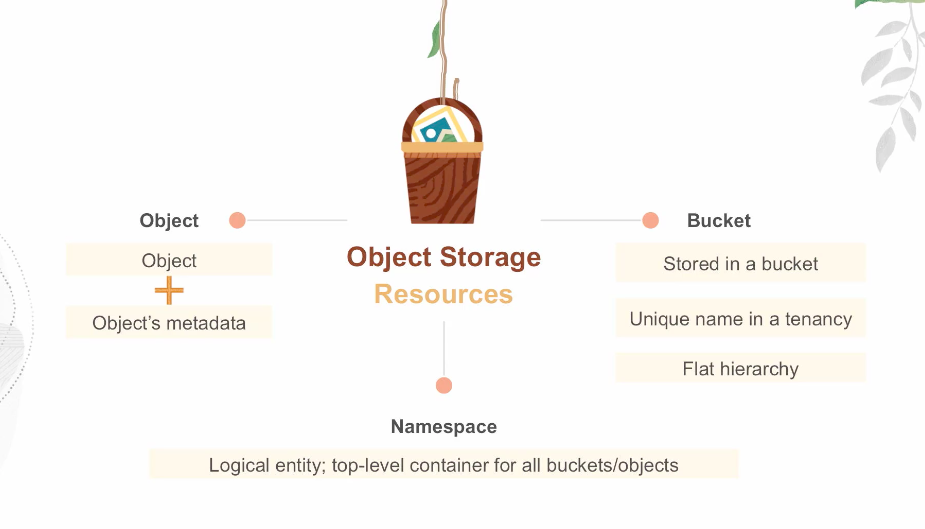 Object Storage
Resources
Object
Object
Object’s metadata
Bucket
Stored in a bucket
Unique name in a tenancy
Flat hierarchy
Namespace
Logical entity; top-level container for all buckets/objects